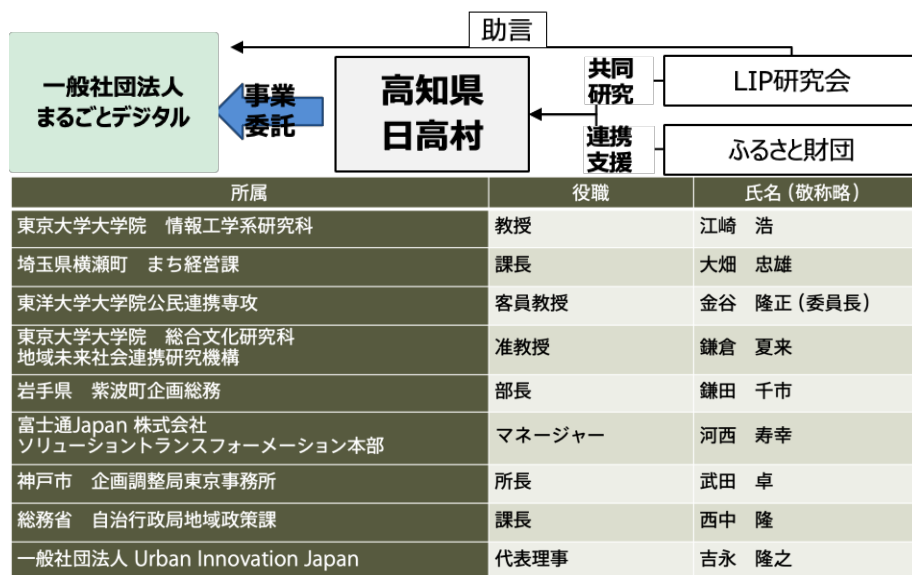 助言
一般社団法人
まるごとデジタル
事業
委託
高知県
日高村
共同
研究
LIP研究会
連携
支援
ふるさと財団
所属 役職 氏名(敬称略)
東京大学大学院 情報工学系研究科 教授 江崎 浩
埼玉県横瀬町 まち経営課 課長 大畑 忠雄
東洋大学大学院公民連携専攻 客員教授 金谷 隆正(委員長)
東京大学大学院 総合文化研究科
地域未来社会連携研究機構 准教授 鎌倉 夏来
岩手県 紫波町企画総務 部長 鎌田 千市
富士通Japan 株式会社
ソリューショントランスフォーメーション本部 マネージャー 河西 寿幸
神戸市 企画調整局東京事務所 所長 武田 卓
総務省 自治行政局地域政策課 課長 西中 隆
一般社団法人 Urban Innovation Japan 代表理事 吉永 隆之